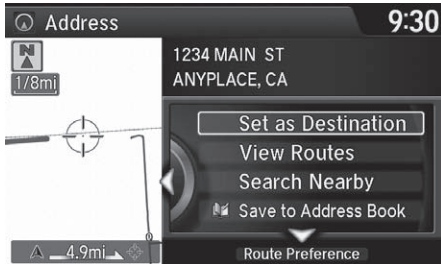 Address
9:30
N
1/8mi
1234 MAIN ST
ANYPLACE, CA
Set as Destination
View Routes
Search Nearby
Save to Address Book
4.9mi
Route Preference